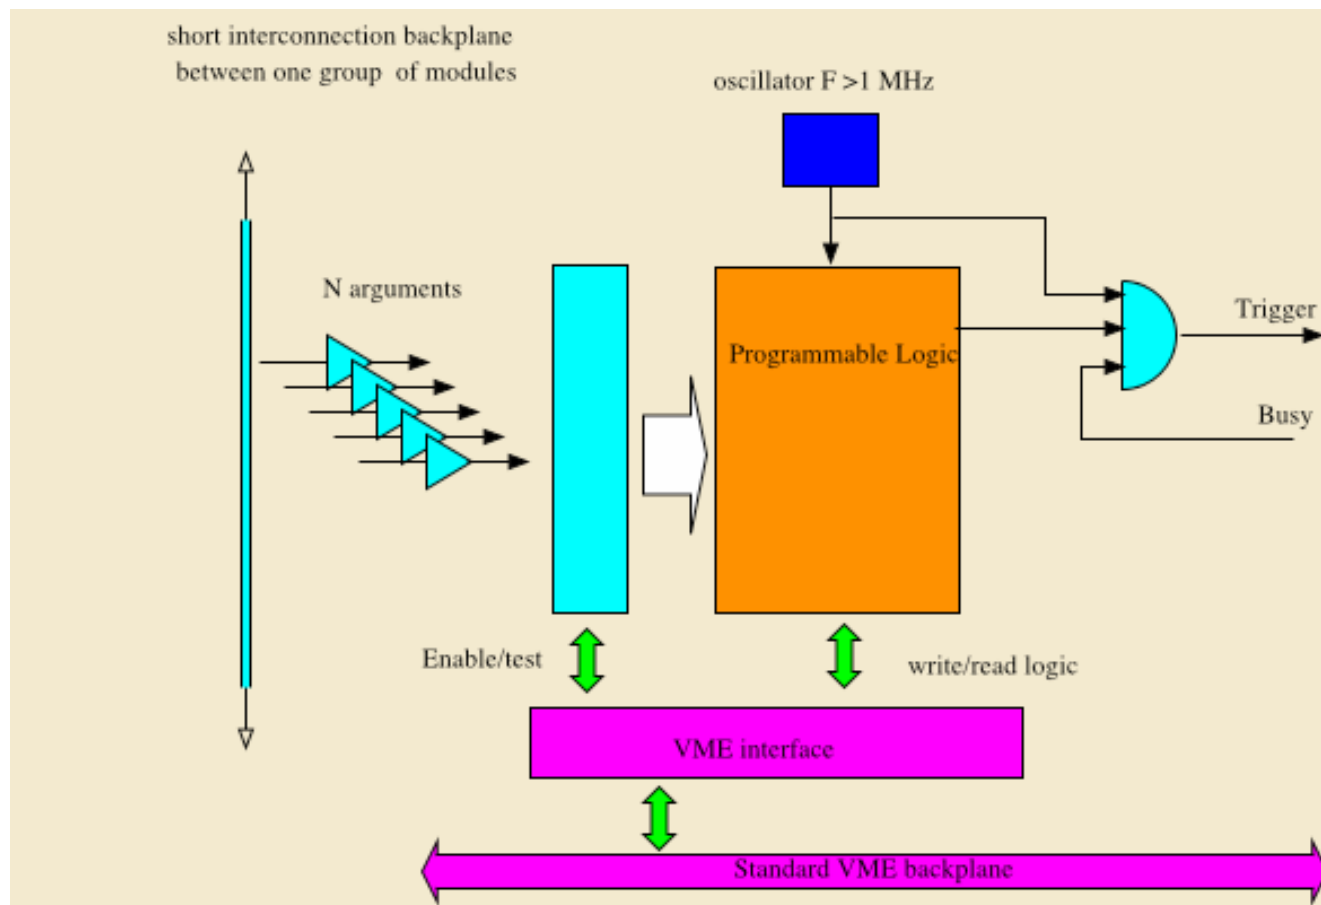 short interconnection backplane
between one group of modules
oscillator F >1 MHz
N arguments
Trigger
Programmable Logic
Busy
Enable/test
write/read logic
VME interface
Standard VME backplane